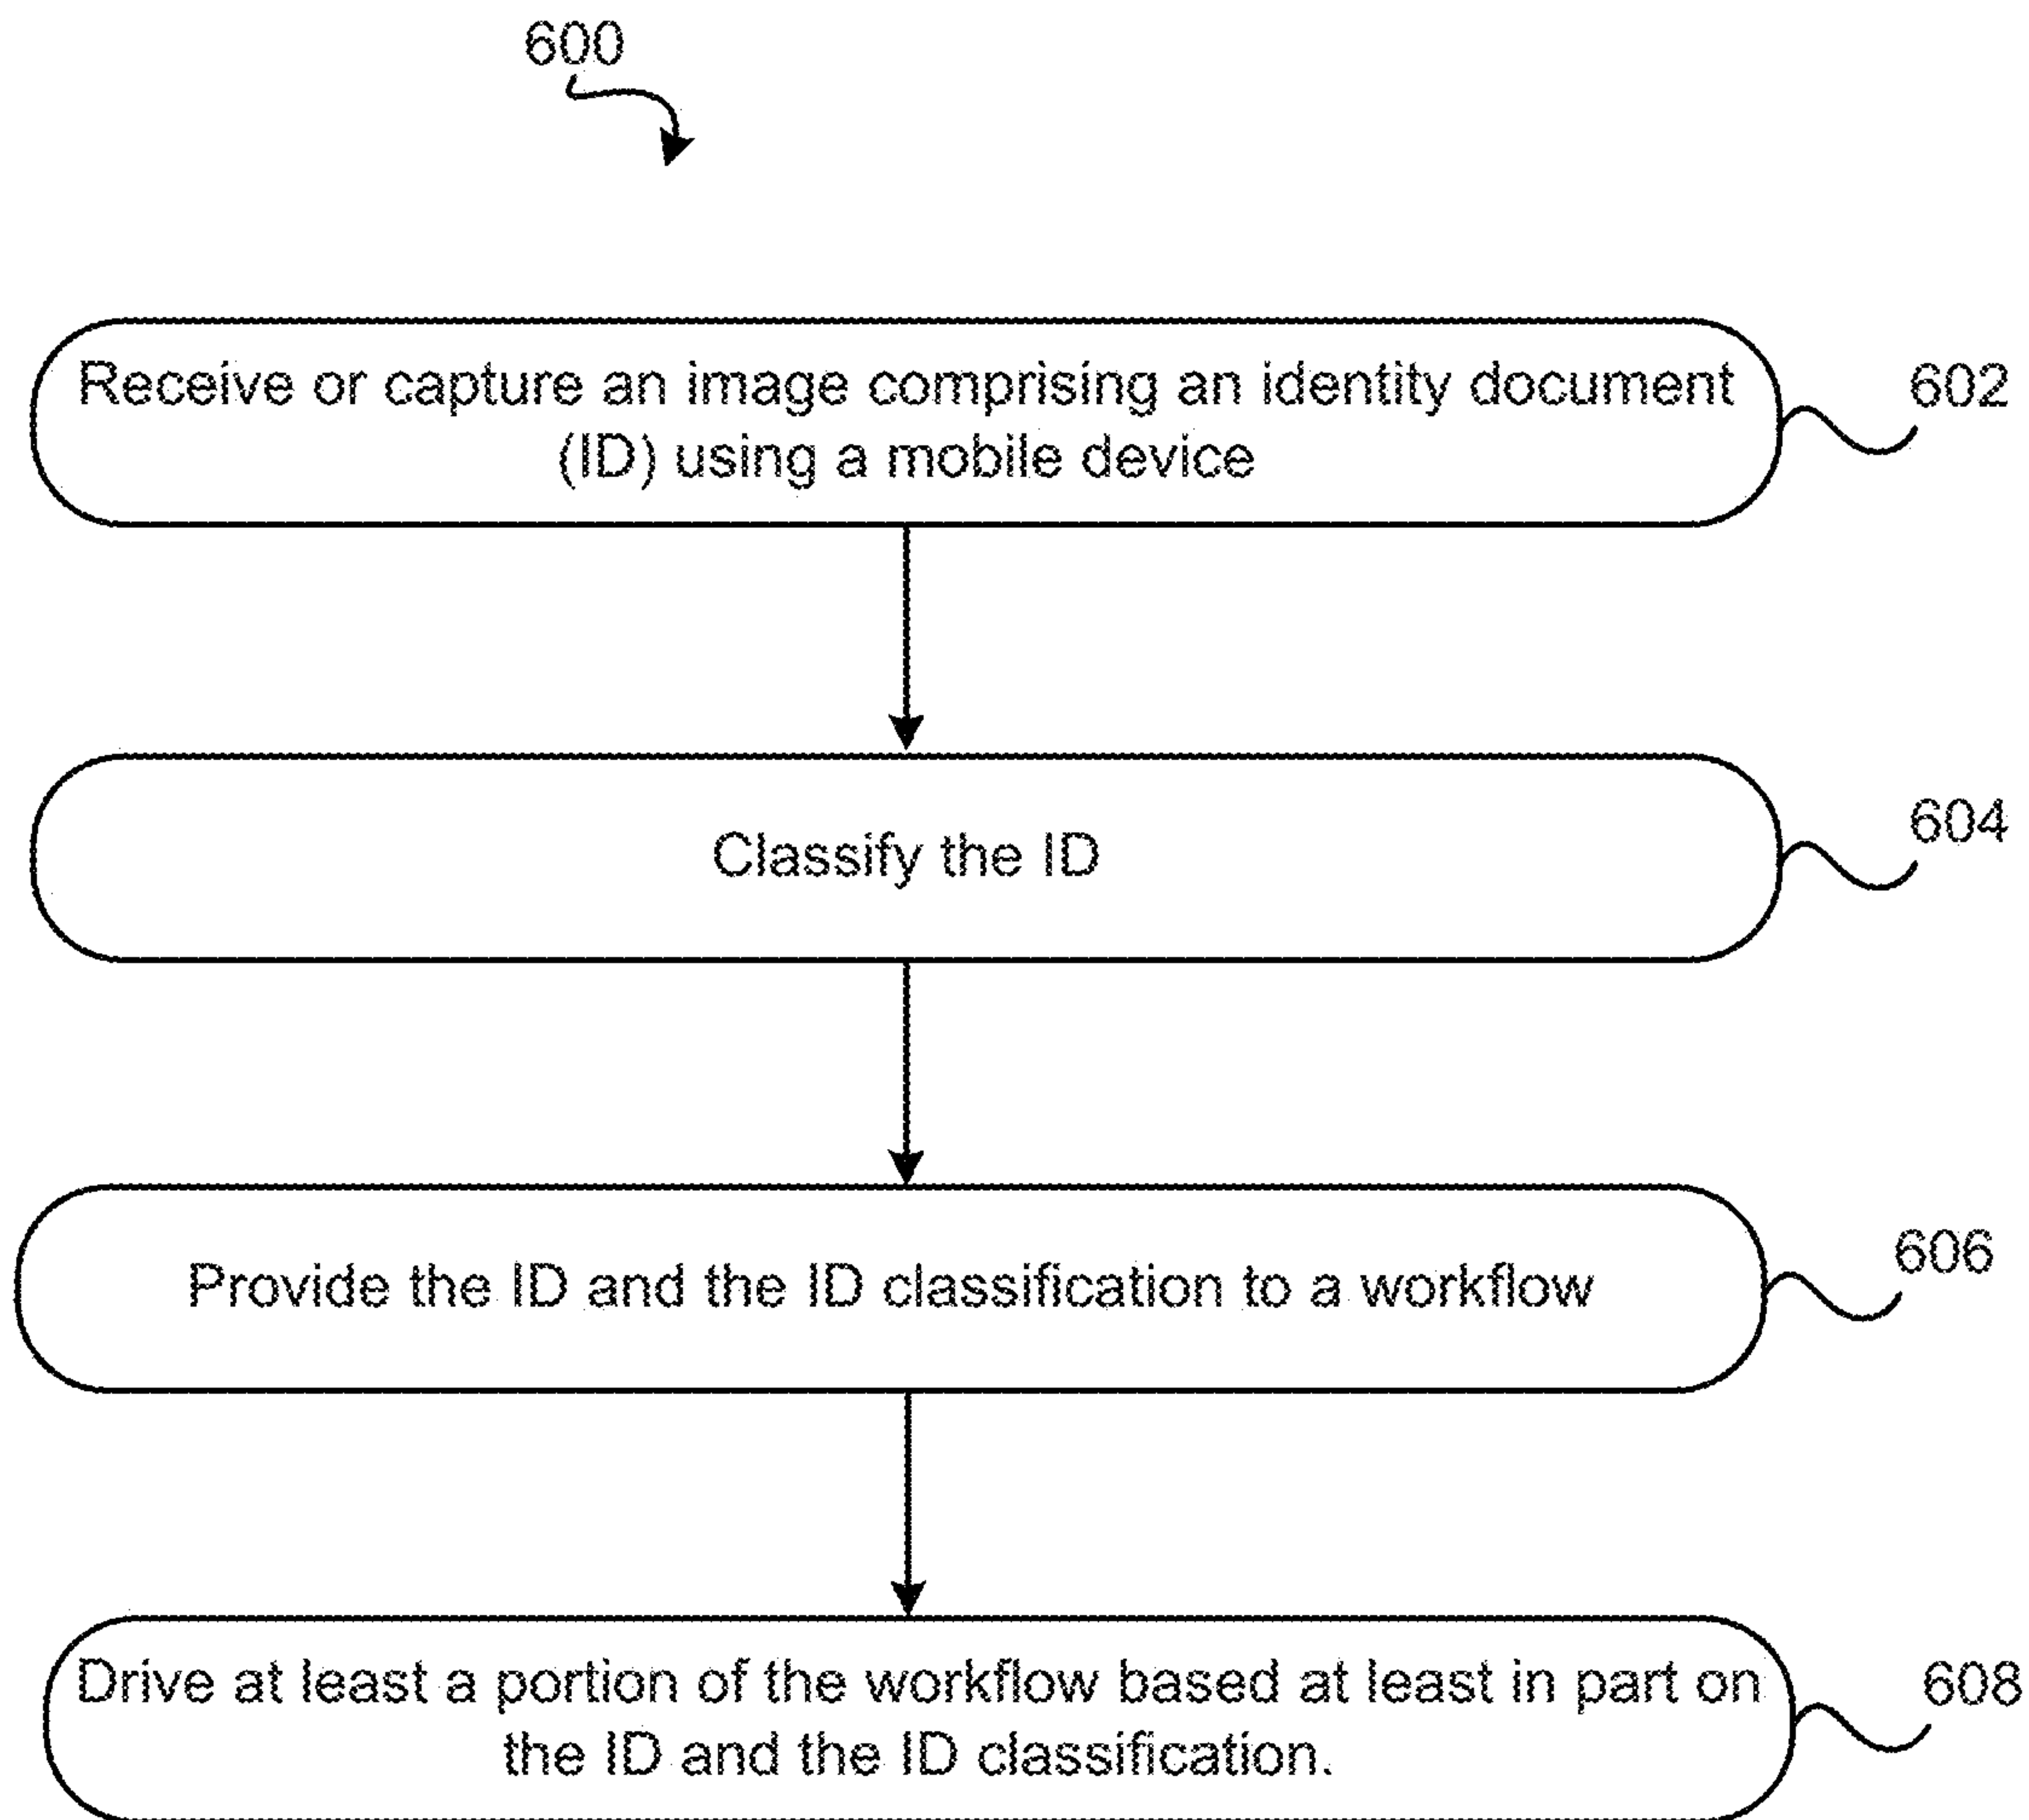 600
Receive or capture an image comprising an identity document
(ID) using a mobile device
602
Classify the ID
604
Provide the ID and the ID classification to a workflow
606
Drive at least a portion of the workflow based at least in part on
the ID and the ID classification.
608